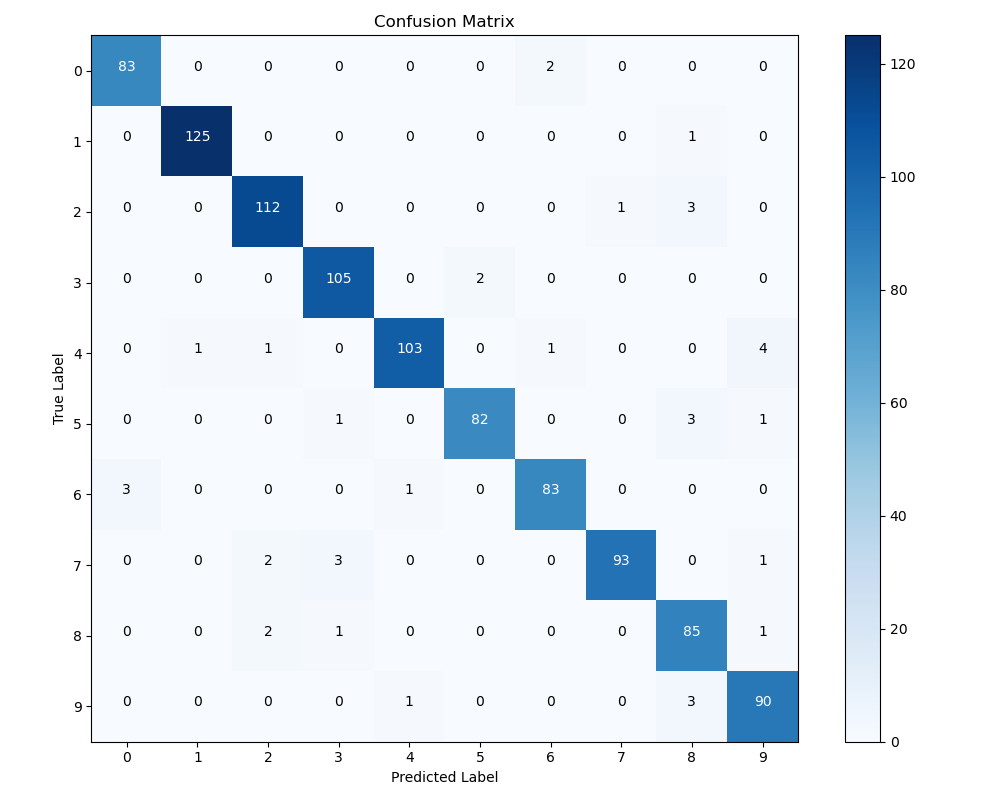 Confusion Matrix
True Label
0 83 0 0 0 0 0 2 0 0 0
1 0 125 0 0 0 0 0 0 1 0
2 0 0 112 0 0 0 0 1 3 0
3 0 0 0 105 0 2 0 0 0 0
4 0 1 1 0 103 0 1 0 0 4
5 0 0 0 1 0 82 0 0 3 1
6 3 0 0 0 1 0 83 0 0 0
7 0 0 2 3 0 0 0 93 0 1
8 0 0 2 1 0 0 0 0 85 1
9 0 0 0 0 1 0 0 0 3 90
0 1 2 3 4 5 6 7 8 9
Predicted Label
120
100
80
60
40
20
0